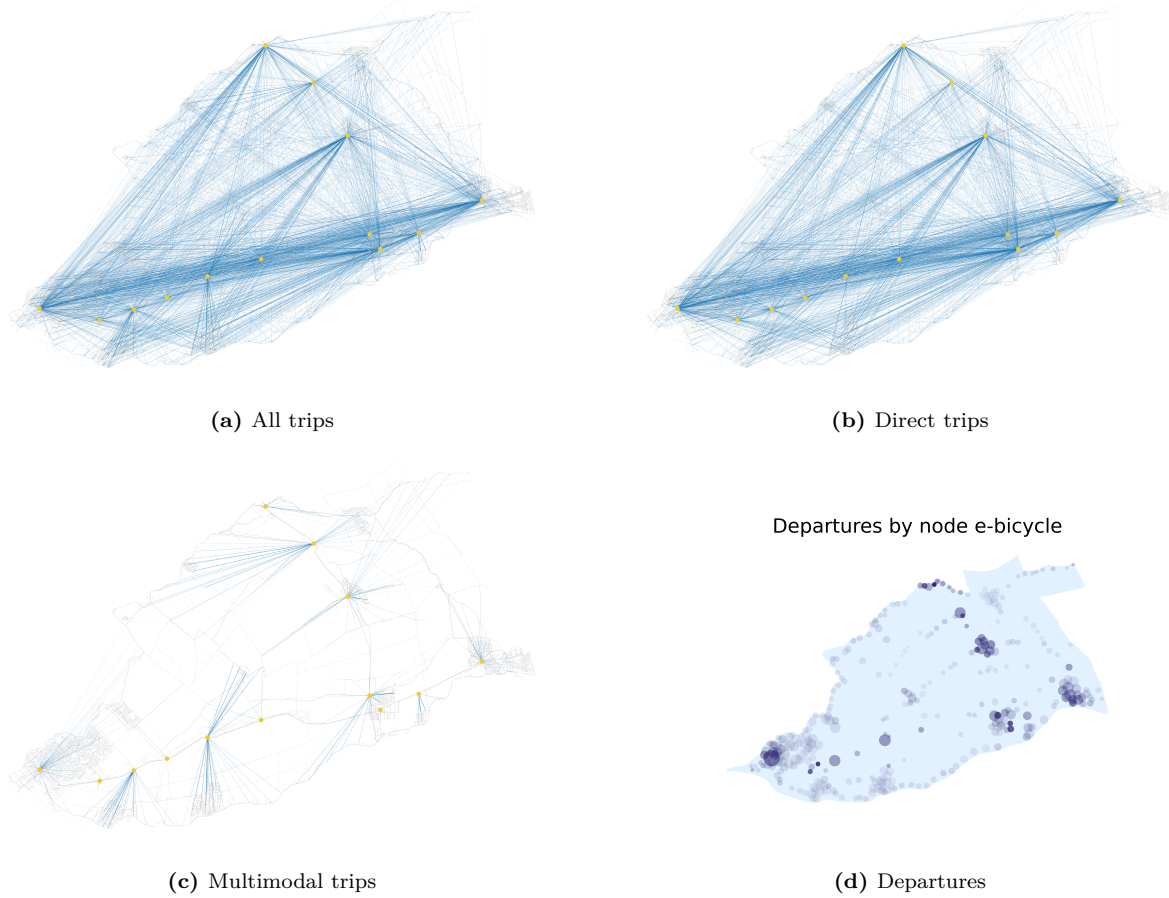 (a) All trips
(b) Direct trips
Departures by node e-bicycle
(c) Multimodal trips
(d) Departures